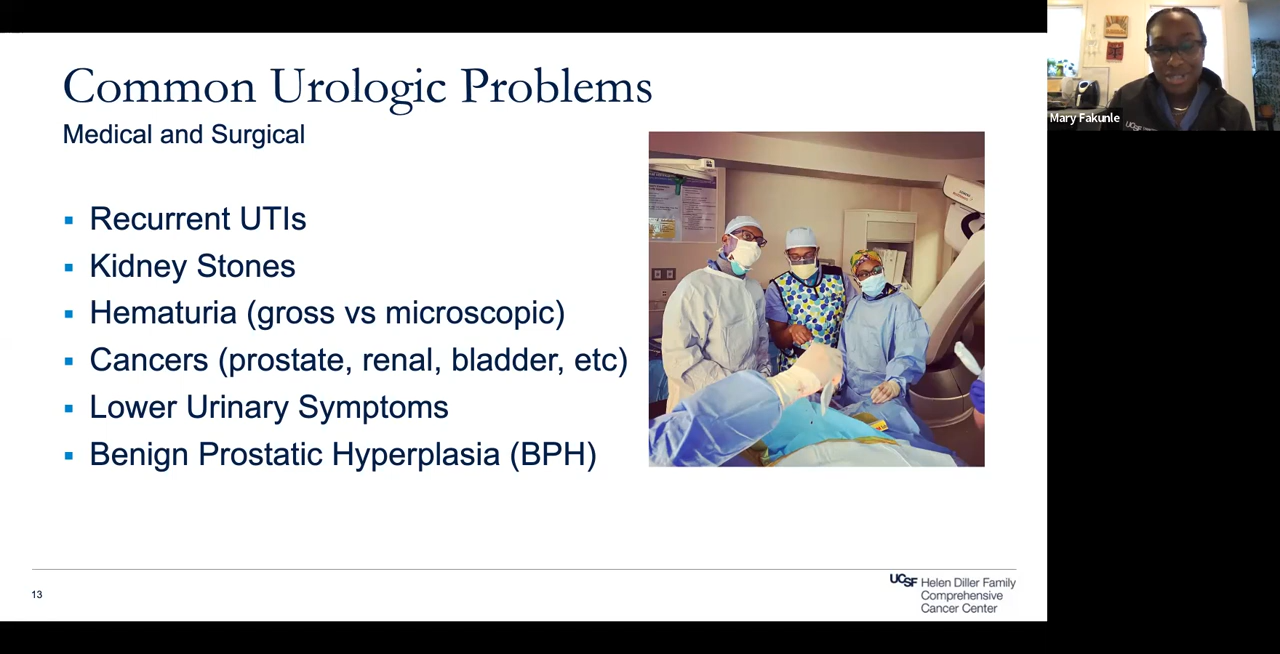 Common Urologic Problems
Medical and Surgical
▪ Recurrent UTIs
▪ Kidney Stones
▪ Hematuria (gross vs microscopic)
▪ Cancers (prostate, renal, bladder, etc)
▪ Lower Urinary Symptoms
▪ Benign Prostatic Hyperplasia (BPH)
13
UCSF Helen Diller Family
Comprehensive
Cancer Center
Mary Fakunle
UCSF